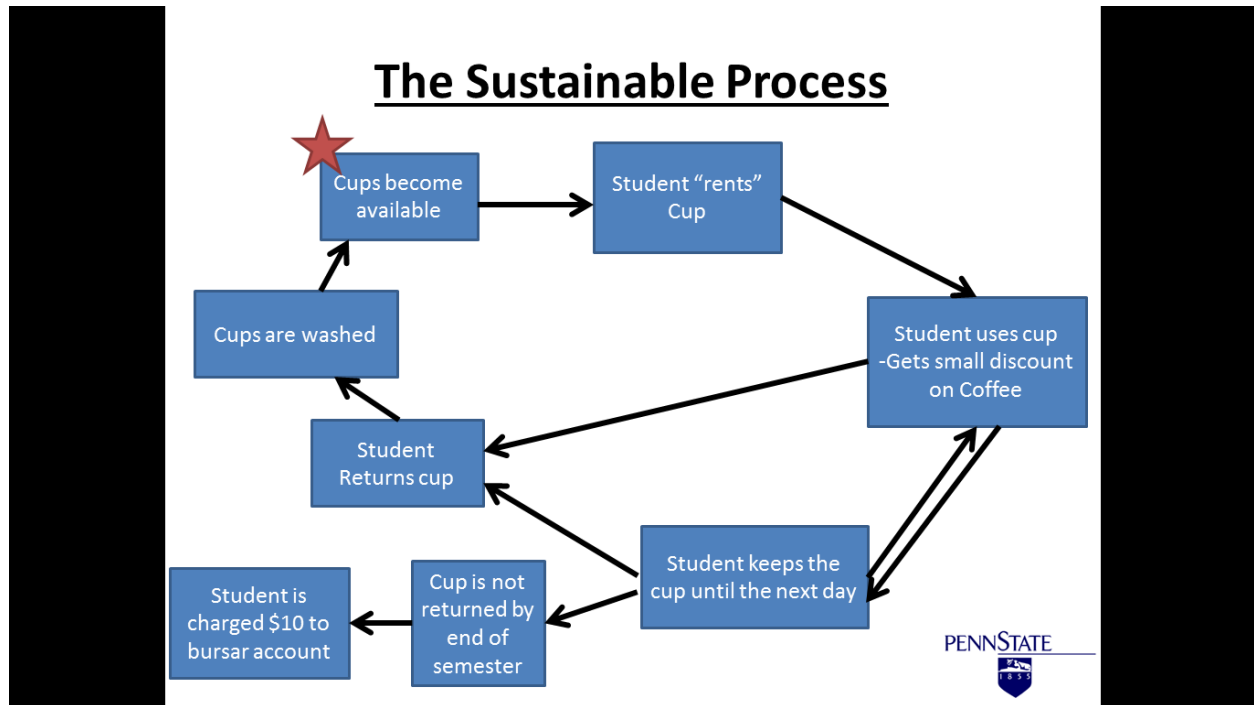 The Sustainable Process
Cups become
available
Student “rents”
Cup
Cups are washed
Student uses cup
-Gets small discount
on Coffee
Student
Returns cup
Student keeps the
cup until the next day
Cup is not
returned by
end of
semester
Student is
charged $10 to
bursar account
PENNSTATE
1855